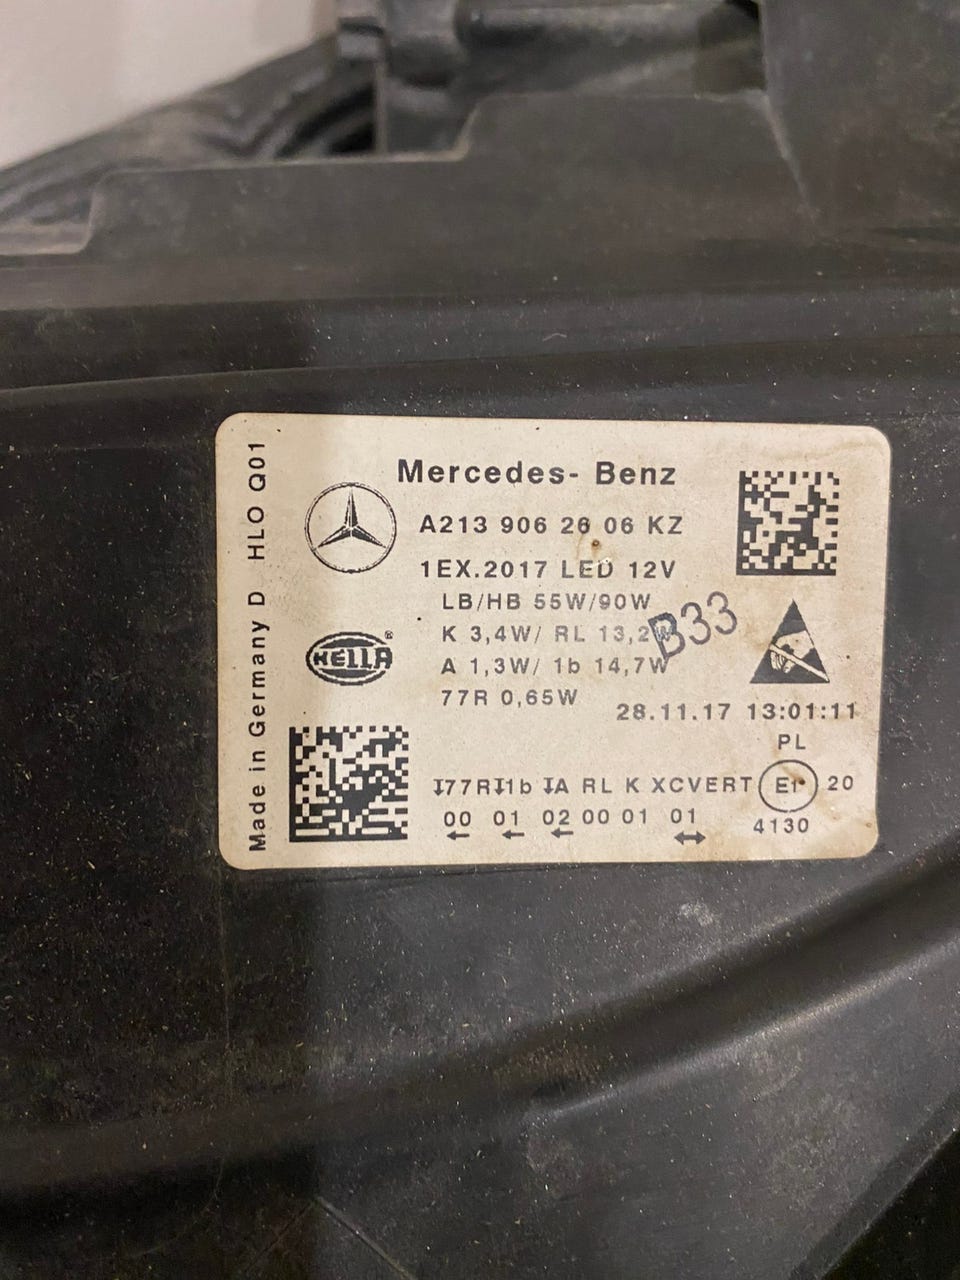 Made in Germany D HLO Q01
Mercedes- Benz
A213 906 26 06 KZ
1EX.2017 LED 12V
LB/HB 55W/90W
K 3,4W/ RL 13,2W
B33
A 1,3W/ 1b 14,7W
77R 0,65W
HELLA®
28.11.17 13:01:11
PL
77R 1b A RL K XCVERT E1 20
00 01 02 00 01 01 4130